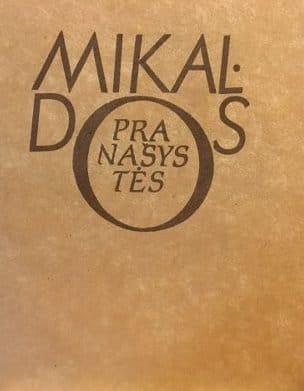 MIKAL·
DOS
PRA
NAŠYS
TĖS